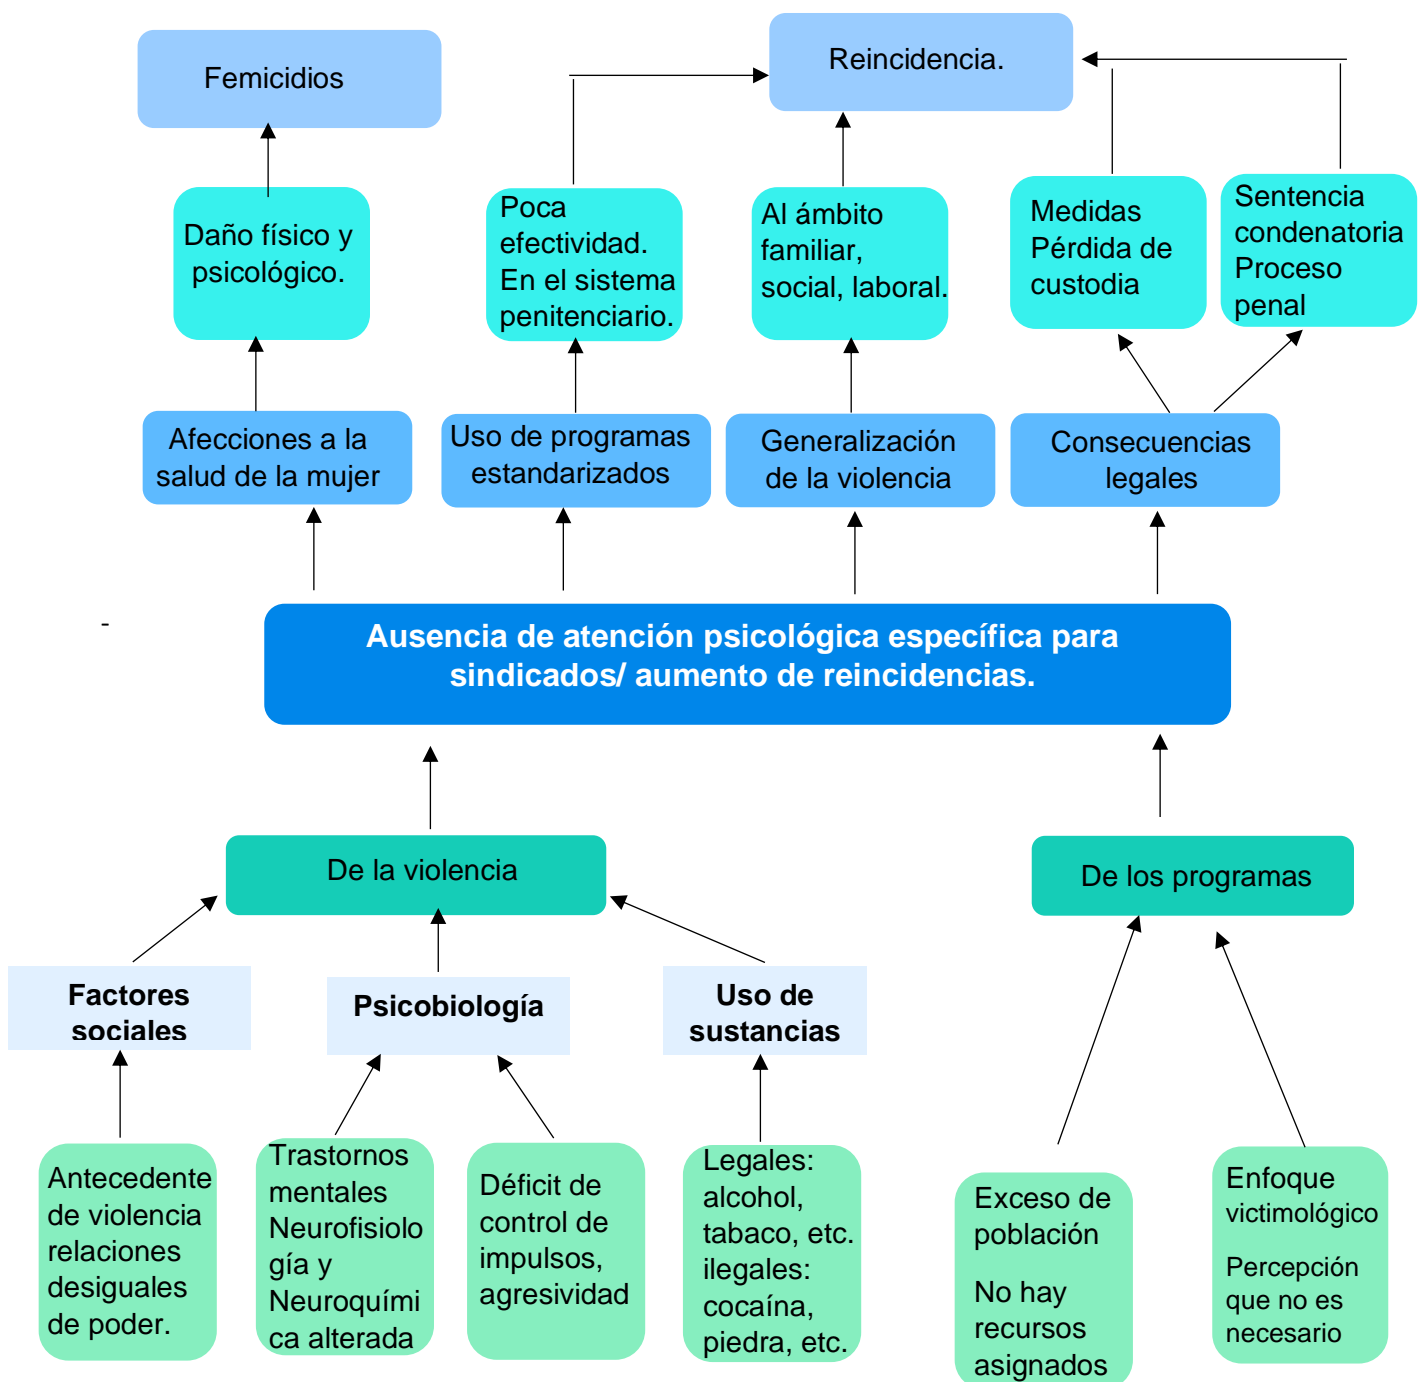 Femicidios
Reincidencia.
Daño físico y
psicológico.
Poca
efectividad.
En el sistema
penitenciario.
Al ámbito
familiar,
social, laboral.
Medidas
Pérdida de
custodia
Sentencia
condenatoria
Proceso
penal
Afecciones a la
salud de la mujer
Uso de programas
estandarizados
Generalización
de la violencia
Consecuencias
legales
-
Ausencia de atención psicológica específica para
sindicados/ aumento de reincidencias.
De la violencia
De los programas
Factores
sociales
Psicobiología
Uso de
sustancias
Antecedente
de violencia
relaciones
desiguales
de poder.
Trastornos
mentales
Neurofisiolo
gía y
Neuroquími
ca alterada
Déficit de
control de
impulsos,
agresividad
Legales:
alcohol,
tabaco, etc.
ilegales:
cocaína,
piedra, etc.
Exceso de
población
No hay
recursos
asignados
Enfoque
victimológico
Percepción
que no es
necesario